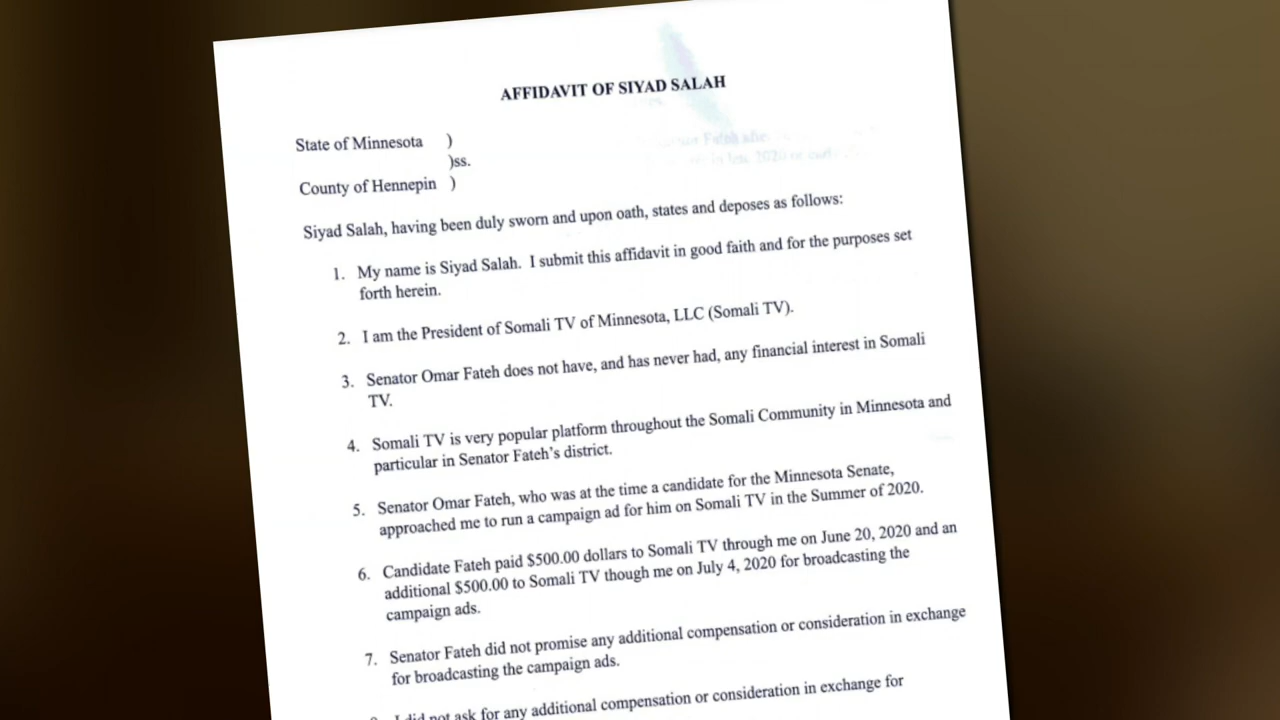 AFFIDAVIT OF SIYAD SALAH
State of Minnesota )
)ss.
County of Hennepin )
Siyad Salah, having been duly sworn and upon oath, states and deposes as follows:
1. My name is Siyad Salah. I submit this affidavit in good faith and for the purposes set
forth herein.
2. I am the President of Somali TV of Minnesota, LLC (Somali TV).
3. Senator Omar Fateh does not have, and has never had, any financial interest in Somali
TV.
4. Somali TV is very popular platform throughout the Somali Community in Minnesota and
particular in Senator Fateh's district.
5. Senator Omar Fateh, who was at the time a candidate for the Minnesota Senate,
approached me to run a campaign ad for him on Somali TV in the Summer of 2020.
6. Candidate Fateh paid $500.00 dollars to Somali TV through me on June 20, 2020 and an
additional $500.00 to Somali TV though me on July 4, 2020 for broadcasting the
campaign ads.
7. Senator Fateh did not promise any additional compensation or consideration in exchange
for broadcasting the campaign ads.
I did not ask for any additional compensation or consideration in exchange for